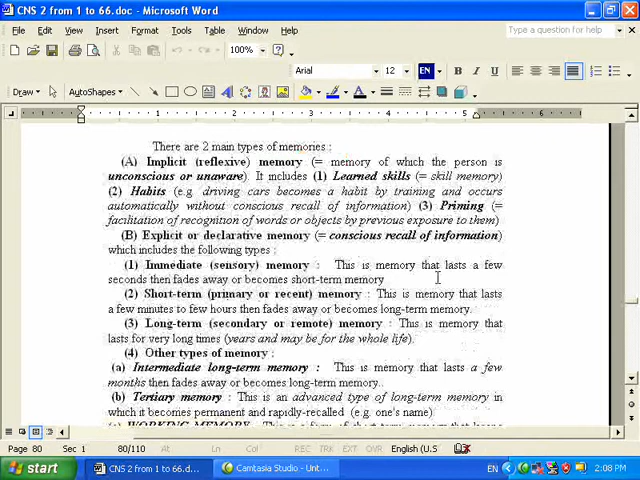 CNS 2 from 1 to 66.doc - Microsoft Word
File Edit View Insert Format Tools Table Window Help
Type a question for help
100%
Arial 12 EN B I U
Draw AutoShapes
1 2 3 4 5 6
There are 2 main types of memories :
(A) Implicit (reflexive) memory (= memory of which the person is
unconscious or unaware). It includes (1) Learned skills (= skill memory)
(2) Habits (e.g. driving cars becomes a habit by training and occurs
automatically without conscious recall of information) (3) Priming (=
facilitation of recognition of words or objects by previous exposure to them)
(B) Explicit or declarative memory (= conscious recall of information)
which includes the following types :
(1) Immediate (sensory) memory : This is memory that lasts a few
seconds then fades away or becomes short-term memory
(2) Short-term (primary or recent) memory : This is memory that lasts
a few minutes to few hours then fades away or becomes long-term memory.
(3) Long-term (secondary or remote) memory : This is memory that
lasts for very long times (years and may be for the whole life).
(4) Other types of memory :
(a) Intermediate long-term memory : This is memory that lasts a few
months then fades away or becomes long-term memory..
(b) Tertiary memory : This is an advanced type of long-term memory in
which it becomes permanent and rapidly-recalled (e.g. one's name)
Page 80 Sec 1 80/110 At Ln Col REC TRK EXT OVR English (U.S
start CNS 2 from 1 to 66.d... Camtasia Studio - Unt... EN 2:08 PM